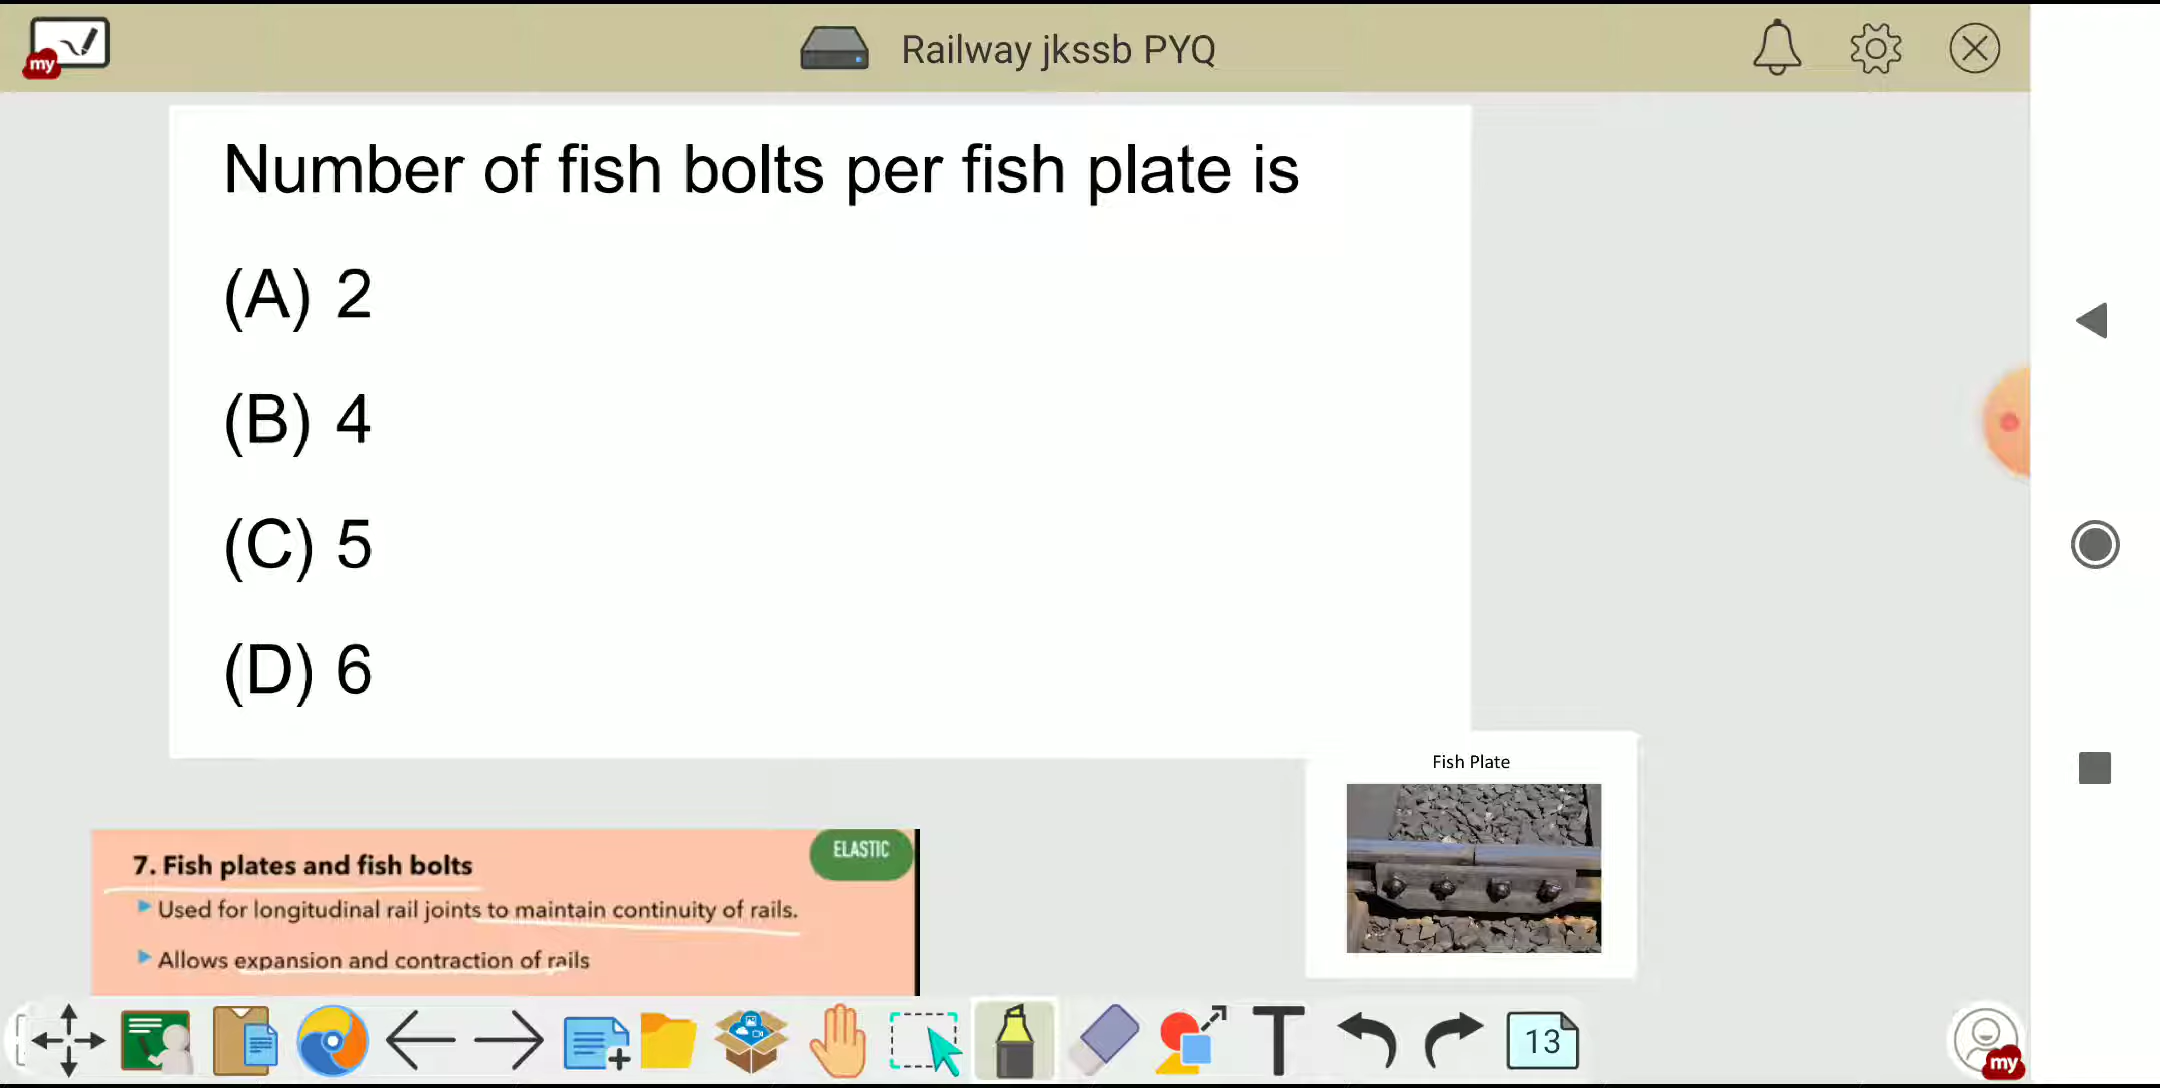 my
Railway jkssb PYQ
Number of fish bolts per fish plate is
(A) 2
(B) 4
(C) 5
(D) 6
Fish Plate
ELASTIC
7. Fish plates and fish bolts
Used for longitudinal rail joints to maintain continuity of rails.
Allows expansion and contraction of rails
T
13
my